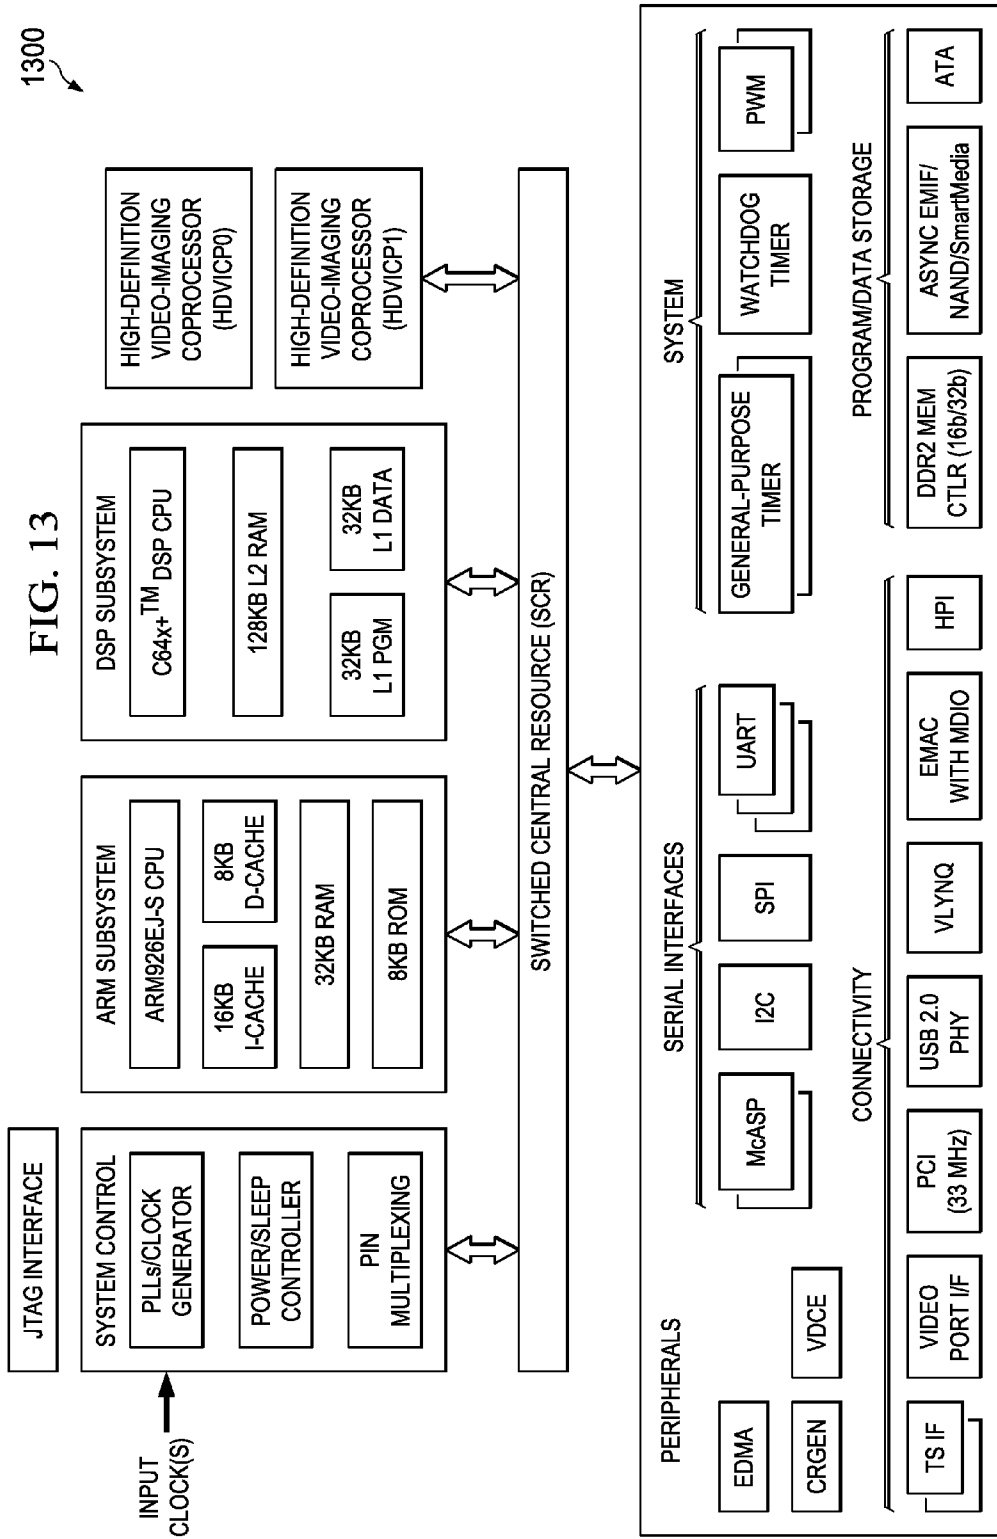 1300
FIG. 13
JTAG INTERFACE
INPUT
CLOCK(S)
SYSTEM CONTROL
PLLs/CLOCK
GENERATOR
POWER/SLEEP
CONTROLLER
PIN
MULTIPLEXING
ARM SUBSYSTEM
ARM926EJ-S CPU
16KB
I-CACHE
8KB
D-CACHE
32KB RAM
8KB ROM
DSP SUBSYSTEM
C64x+™ DSP CPU
128KB L2 RAM
32KB
L1 PGM
32KB
L1 DATA
HIGH-DEFINITION
VIDEO-IMAGING
COPROCESSOR
(HDVICP0)
HIGH-DEFINITION
VIDEO-IMAGING
COPROCESSOR
(HDVICP1)
SWITCHED CENTRAL RESOURCE (SCR)
PERIPHERALS
EDMA
CRGEN
VDCE
SERIAL INTERFACES
McASP
I2C
SPI
UART
SYSTEM
GENERAL-PURPOSE
TIMER
WATCHDOG
TIMER
PWM
CONNECTIVITY
TS IF
VIDEO
PORT I/F
PCI
(33 MHz)
USB 2.0
PHY
VLYNQ
EMAC
WITH MDIO
HPI
PROGRAM/DATA STORAGE
DDR2 MEM
CTLR (16b/32b)
ASYNC EMIF/
NAND/SmartMedia
ATA